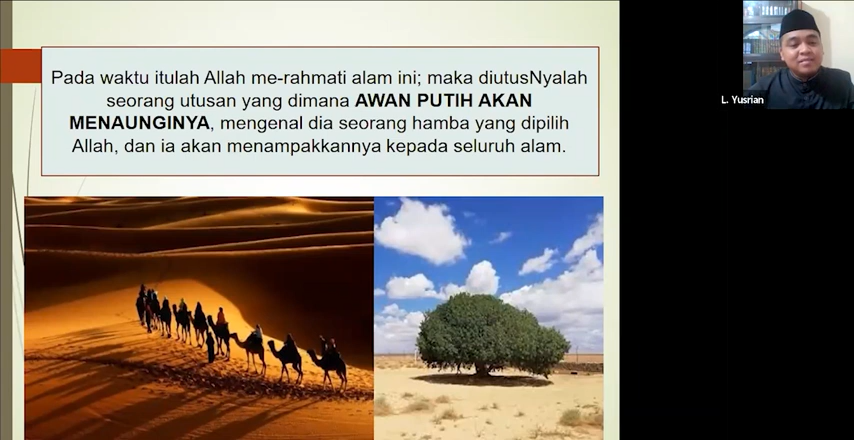 Pada waktu itulah Allah me-rahmati alam ini; maka diutusNyalah
seorang utusan yang dimana AWAN PUTIH AKAN
MENAUNGINYA, mengenal dia seorang hamba yang dipilih
Allah, dan ia akan menampakkannya kepada seluruh alam.
L. Yusrian